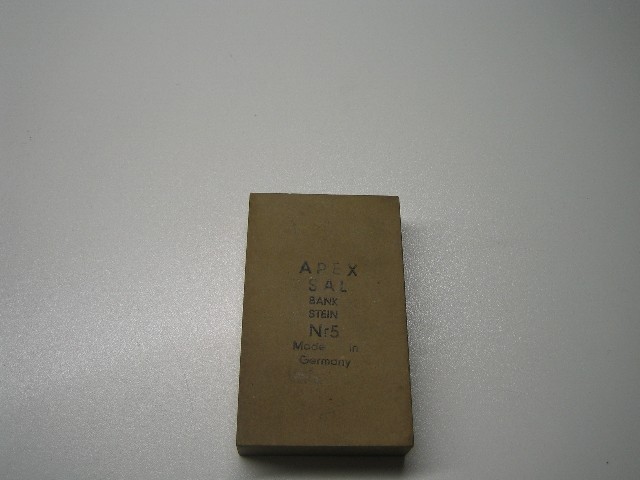 APEX
SAL
BANK
STEIN
Nr5
Made in
Germany